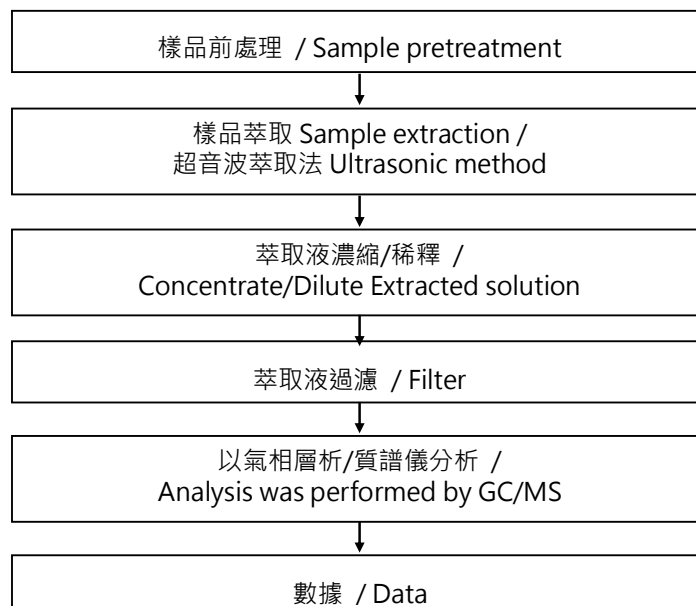 樣品前處理 / Sample pretreatment
樣品萃取 Sample extraction /
超音波萃取法 Ultrasonic method
萃取液濃縮/稀釋 /
Concentrate/Dilute Extracted solution
萃取液過濾 / Filter
以氣相層析/質譜儀分析 /
Analysis was performed by GC/MS
數據 / Data